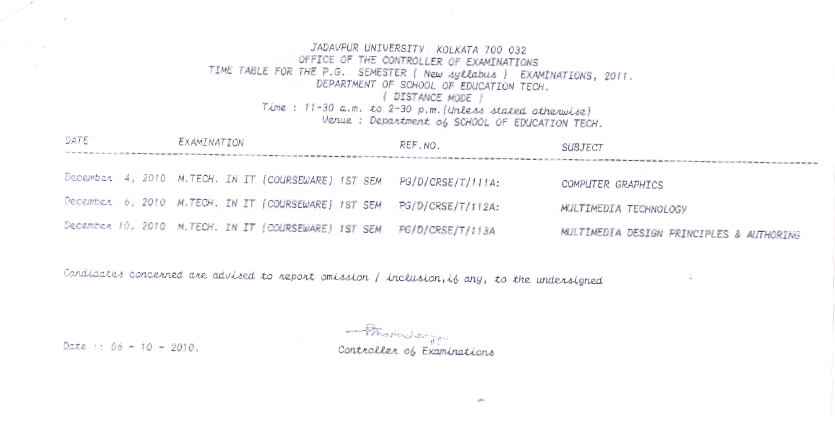 JADAVPUR UNIVERSITY KOLKATA 700 032
OFFICE OF THE CONTROLLER OF EXAMINATIONS
TIME TABLE FOR THE P.G. SEMESTER ( New syllabus ) EXAMINATIONS, 2011.
DEPARTMENT OF SCHOOL OF EDUCATION TECH.
( DISTANCE MODE )
Time : 11-30 a.m. to 2-30 p.m.(Unless stated otherwise)
Venue : Department of SCHOOL OF EDUCATION TECH.
DATE EXAMINATION REF.NO. SUBJECT
December 4, 2010 M.TECH. IN IT (COURSEWARE) 1ST SEM PG/D/CRSE/T/111A: COMPUTER GRAPHICS
December 6, 2010 M.TECH. IN IT (COURSEWARE) 1ST SEM PG/D/CRSE/T/112A: MULTIMEDIA TECHNOLOGY
December 10, 2010 M.TECH. IN IT (COURSEWARE) 1ST SEM PG/D/CRSE/T/113A MULTIMEDIA DESIGN PRINCIPLES & AUTHORING
Candidates concerned are advised to report omission / inclusion,if any, to the undersigned
Date : 06 - 10 - 2010.
Controller of Examinations